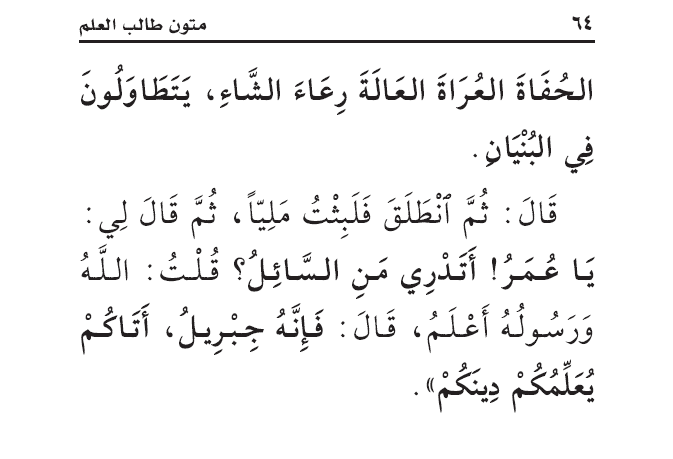 ٦٤ متون طالب العلم
الحُفَاةَ العُرَاةَ العَالَةَ رِعَاءَ الشَّاءِ، يَتَطَاوَلُونَ
فِي البُنْيَانِ.
قَالَ: ثُمَّ ٱنْطَلَقَ فَلَبِثْتُ مَلِيّاً، ثُمَّ قَالَ لِي:
يَا عُمَرُ! أَتَدْرِي مَنِ السَّائِلُ؟ قُلْتُ: اللَّهُ
وَرَسُولُهُ أَعْلَمُ، قَالَ: فَإِنَّهُ جِبْرِيلُ، أَتَاكُمْ
يُعَلِّمُكُمْ دِينَكُمْ».